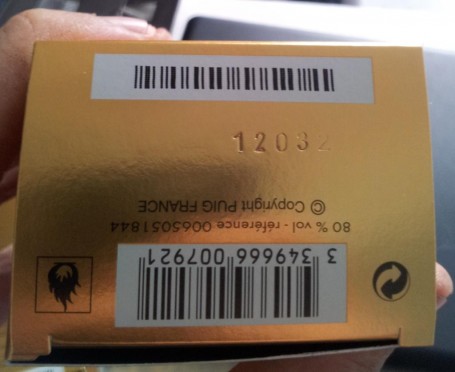 3 349666 007921
80 % vol - référence 0065051844
© Copyright PUIG FRANCE
12032